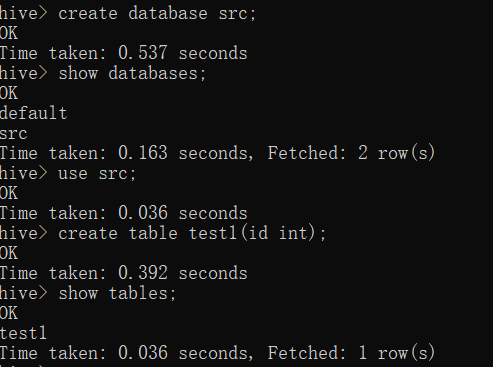 hive> create database src;
OK
Time taken: 0.537 seconds
hive> show databases;
OK
default
src
Time taken: 0.163 seconds, Fetched: 2 row(s)
hive> use src;
OK
Time taken: 0.036 seconds
hive> create table test1(id int);
OK
Time taken: 0.392 seconds
hive> show tables;
OK
test1
Time taken: 0.036 seconds, Fetched: 1 row(s)